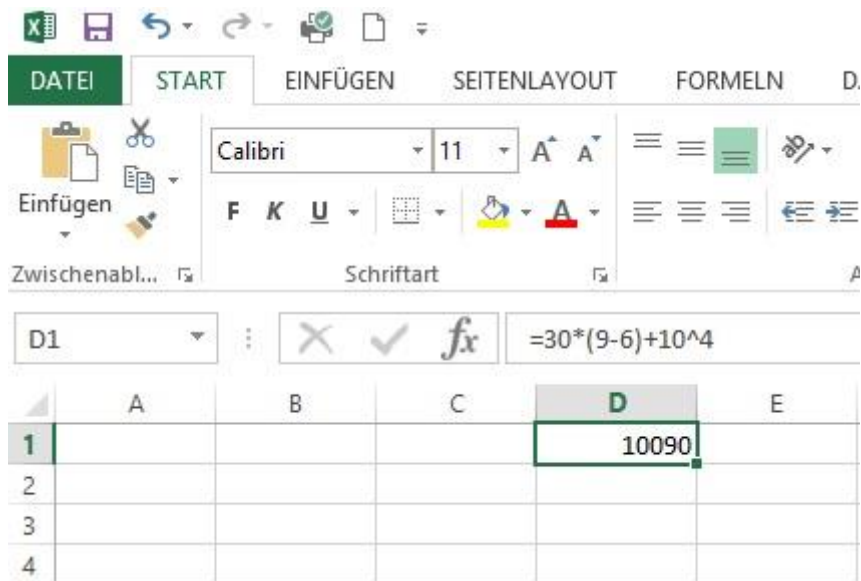 DATEI START EINFÜGEN SEITENLAYOUT FORMELN
Calibri 11 A A
Einfügen
F K U A
Zwischenabl... Schriftart
D1 fx =30*(9-6)+10^4
A B C D E
1 10090
2
3
4